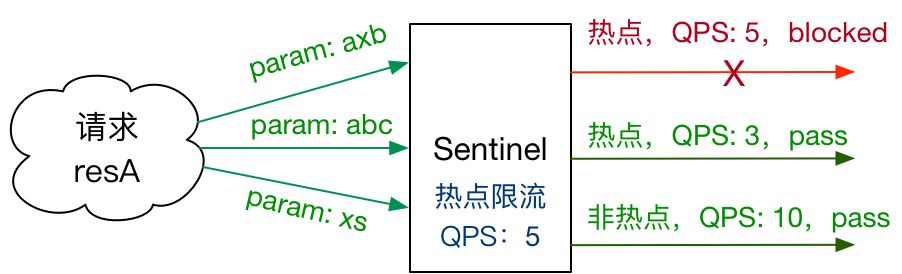 请求
resA
param: axb
param: abc
param: xs
Sentinel
热点限流
QPS：5
热点，QPS: 5，blocked
X
热点，QPS: 3，pass
非热点，QPS: 10，pass